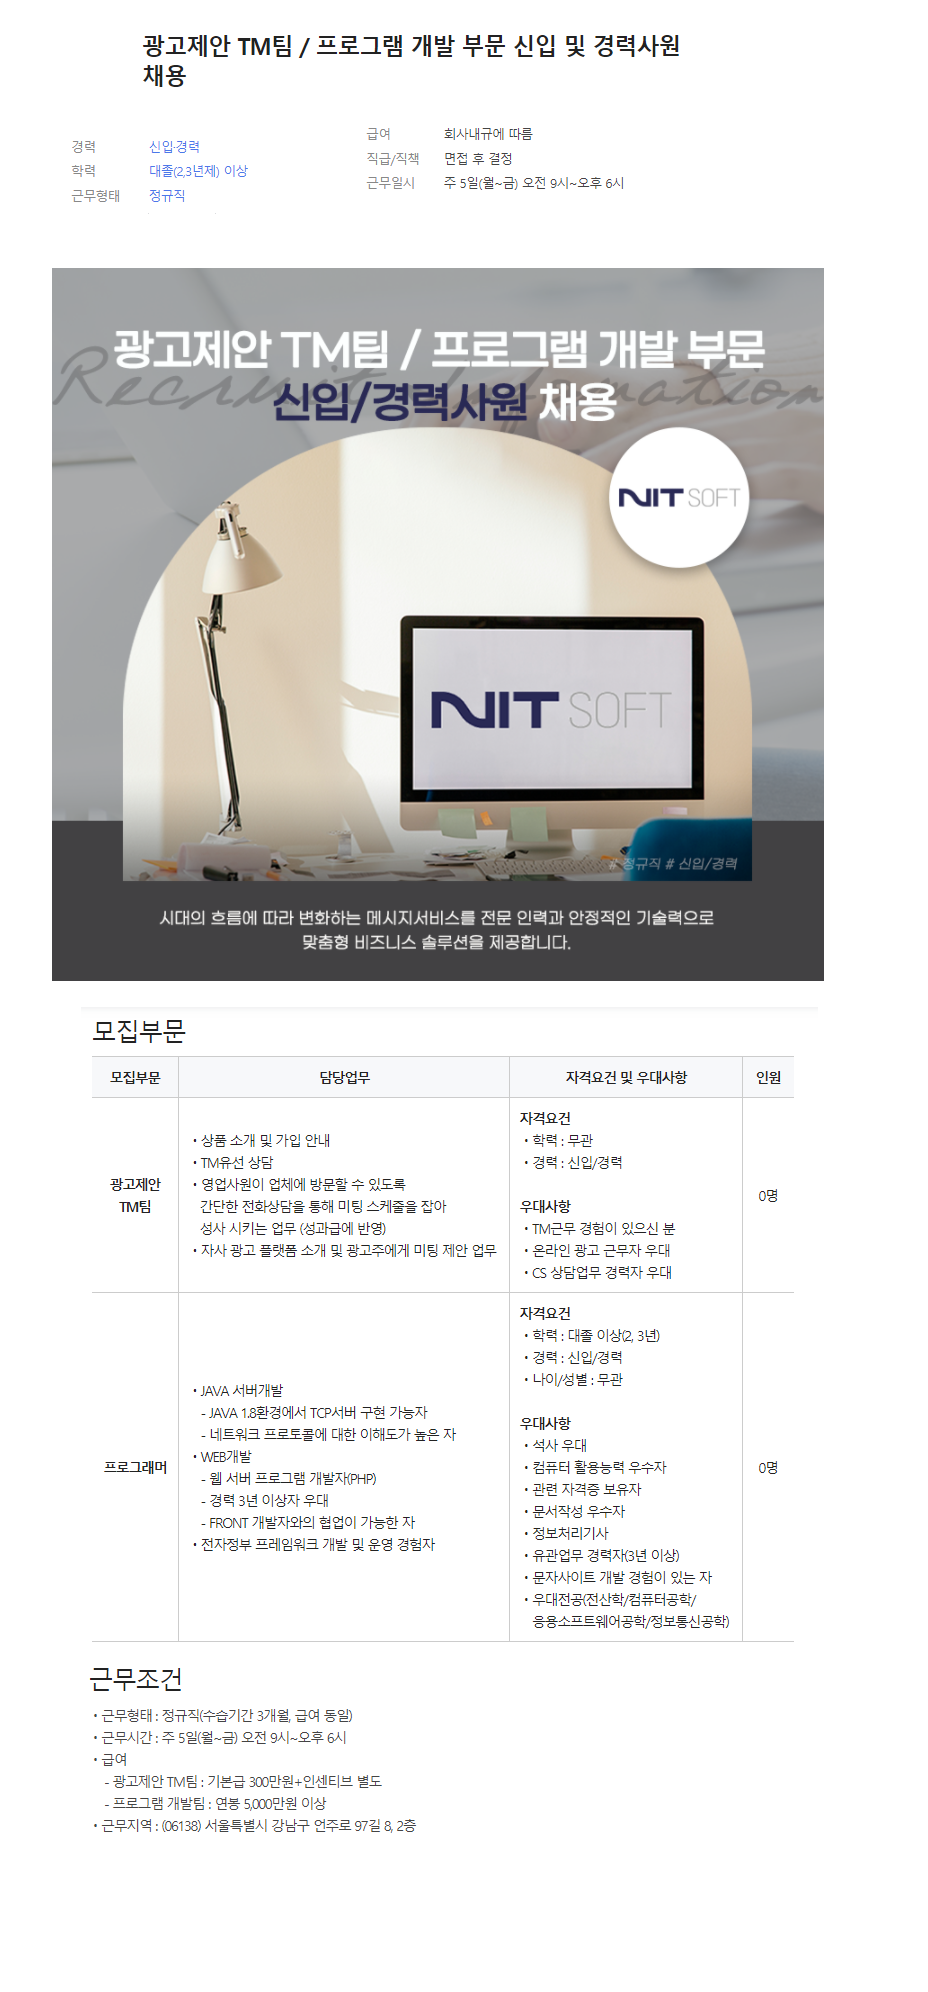 광고제안 TM팀 / 프로그램 개발 부문 신입 및 경력사원
채용
경력 신입·경력
학력 대졸(2,3년제) 이상
근무형태 정규직
급여 회사내규에 따름
직급/직책 면접 후 결정
근무일시 주 5일(월~금) 오전 9시~오후 6시
Recruit Information
광고제안 TM팀 / 프로그램 개발 부문
신입/경력사원 채용
NIT SOFT
NIT SOFT
# 정규직 # 신입/경력
시대의 흐름에 따라 변화하는 메시지서비스를 전문 인력과 안정적인 기술력으로
맞춤형 비즈니스 솔루션을 제공합니다.
모집부문
모집부문 담당업무 자격요건 및 우대사항 인원
광고제안
TM팀
• 상품 소개 및 가입 안내
• TM유선 상담
• 영업사원이 업체에 방문할 수 있도록
간단한 전화상담을 통해 미팅 스케줄을 잡아
성사 시키는 업무 (성과급에 반영)
• 자사 광고 플랫폼 소개 및 광고주에게 미팅 제안 업무
자격요건
• 학력 : 무관
• 경력 : 신입/경력
우대사항
• TM근무 경험이 있으신 분
• 온라인 광고 근무자 우대
• CS 상담업무 경력자 우대
0명
프로그래머
• JAVA 서버개발
- JAVA 1.8환경에서 TCP서버 구현 가능자
- 네트워크 프로토콜에 대한 이해도가 높은 자
• WEB개발
- 웹 서버 프로그램 개발자(PHP)
- 경력 3년 이상자 우대
- FRONT 개발자와의 협업이 가능한 자
• 전자정부 프레임워크 개발 및 운영 경험자
자격요건
• 학력 : 대졸 이상(2, 3년)
• 경력 : 신입/경력
• 나이/성별 : 무관
우대사항
• 석사 우대
• 컴퓨터 활용능력 우수자
• 관련 자격증 보유자
• 문서작성 우수자
• 정보처리기사
• 유관업무 경력자(3년 이상)
• 문자사이트 개발 경험이 있는 자
• 우대전공(전산학/컴퓨터공학/
응용소프트웨어공학/정보통신공학)
0명
근무조건
• 근무형태 : 정규직(수습기간 3개월, 급여 동일)
• 근무시간 : 주 5일(월~금) 오전 9시~오후 6시
• 급여
- 광고제안 TM팀 : 기본급 300만원+인센티브 별도
- 프로그램 개발팀 : 연봉 5,000만원 이상
• 근무지역 : (06138) 서울특별시 강남구 언주로 97길 8, 2층